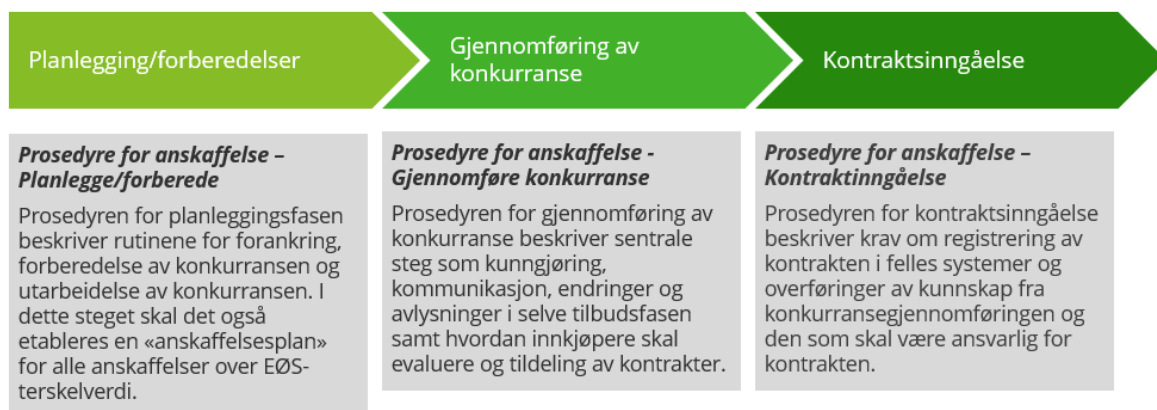 Planlegging/forberedelser
Gjennomføring av
konkurranse
Kontraktsinngåelse
Prosedyre for anskaffelse –
Planlegge/forberede
Prosedyren for planleggingsfasen
beskriver rutinene for forankring,
forberedelse av konkurransen og
utarbeidelse av konkurransen. I
dette steget skal det også
etableres en «anskaffelsesplan»
for alle anskaffelser over EØS-
terskelverdi.
Prosedyre for anskaffelse -
Gjennomføre konkurranse
Prosedyren for gjennomføring av
konkurranse beskriver sentrale
steg som kunngjøring,
kommunikasjon, endringer og
avlysninger i selve tilbudsfasen
samt hvordan innkjøpere skal
evaluere og tildeling av kontrakter.
Prosedyre for anskaffelse –
Kontraktinngåelse
Prosedyren for kontraktsinngåelse
beskriver krav om registrering av
kontrakten i felles systemer og
overføringer av kunnskap fra
konkurransegjennomføringen og
den som skal være ansvarlig for
kontrakten.